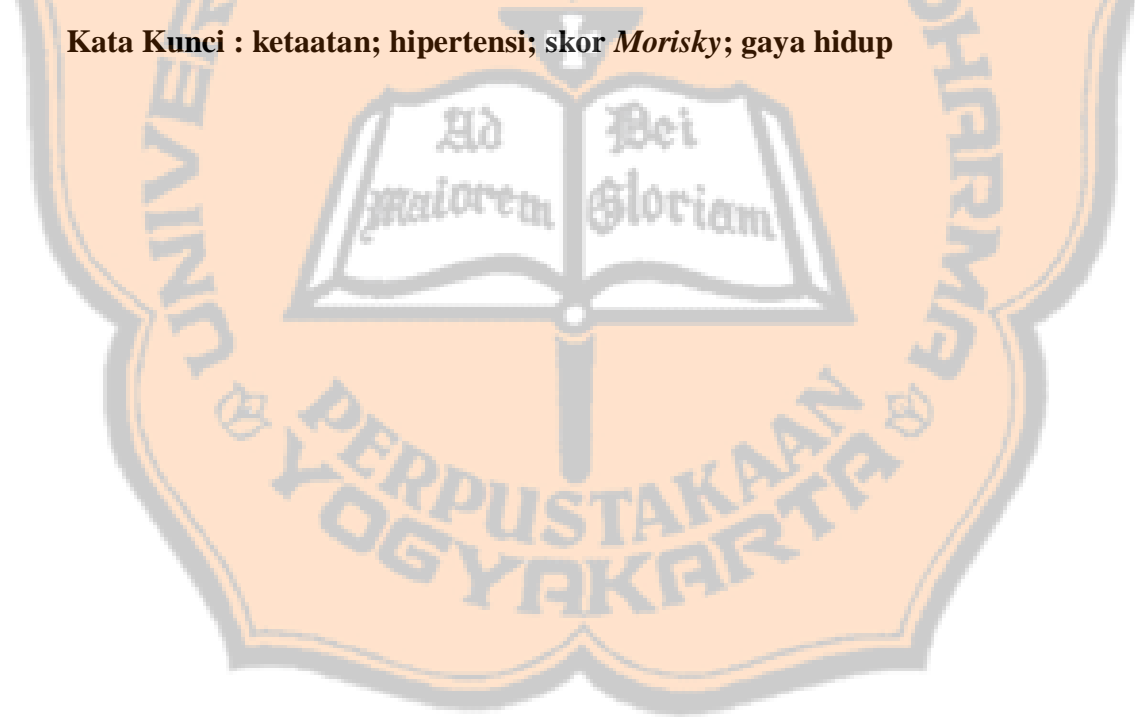 Kata Kunci : ketaatan; hipertensi; skor Morisky; gaya hidup
Ad Dei
maiorem Gloriam
PERPUSTAKAAN
YOGYAKARTA